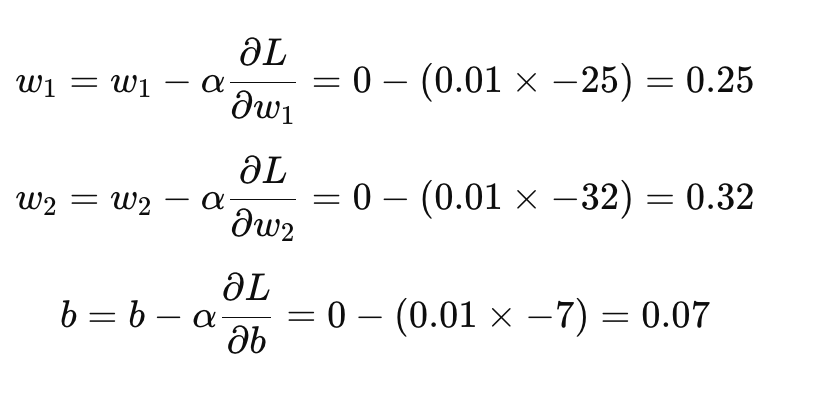 w₁ = w₁ − α ∂L/∂w₁ = 0 − (0.01 × −25) = 0.25
w₂ = w₂ − α ∂L/∂w₂ = 0 − (0.01 × −32) = 0.32
b = b − α ∂L/∂b = 0 − (0.01 × −7) = 0.07